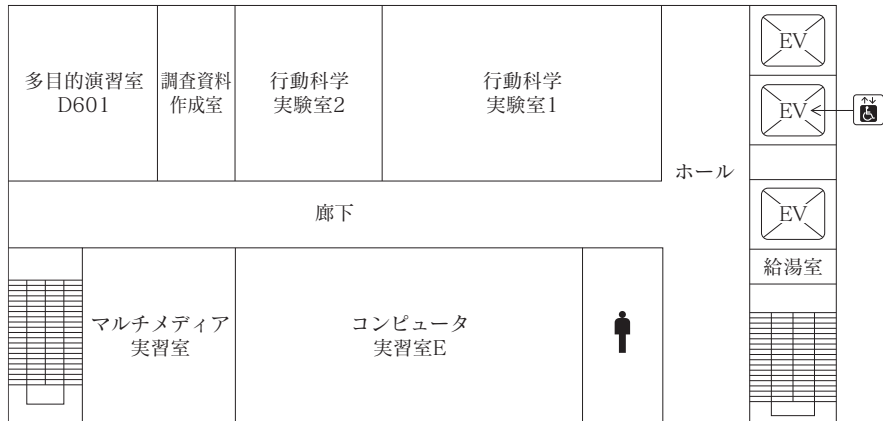 多目的演習室
D601
調査資料
作成室
行動科学
実験室2
行動科学
実験室1
EV
EV
ホール
EV
廊下
給湯室
マルチメディア
実習室
コンピュータ
実習室E